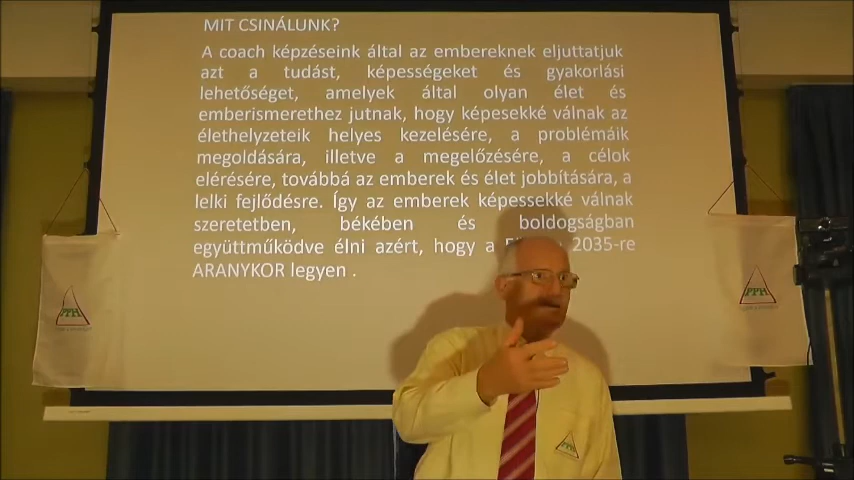 MIT CSINÁLUNK?
A coach képzéseink által az embereknek eljuttatjuk
azt a tudást, képességeket és gyakorlási
lehetőséget, amelyek által olyan élet és
emberismerethez jutnak, hogy képesekké válnak az
élethelyzeteik helyes kezelésére, a problémáik
megoldására, illetve a megelőzésére, a célok
elérésére, továbbá az emberek és élet jobbítására, a
lelki fejlődésre. Így az emberek képessekké válnak
szeretetben, békében és boldogságban
együttműködve élni azért, hogy a 2035-re
ARANYKOR legyen .
PPH
PPH
PPH